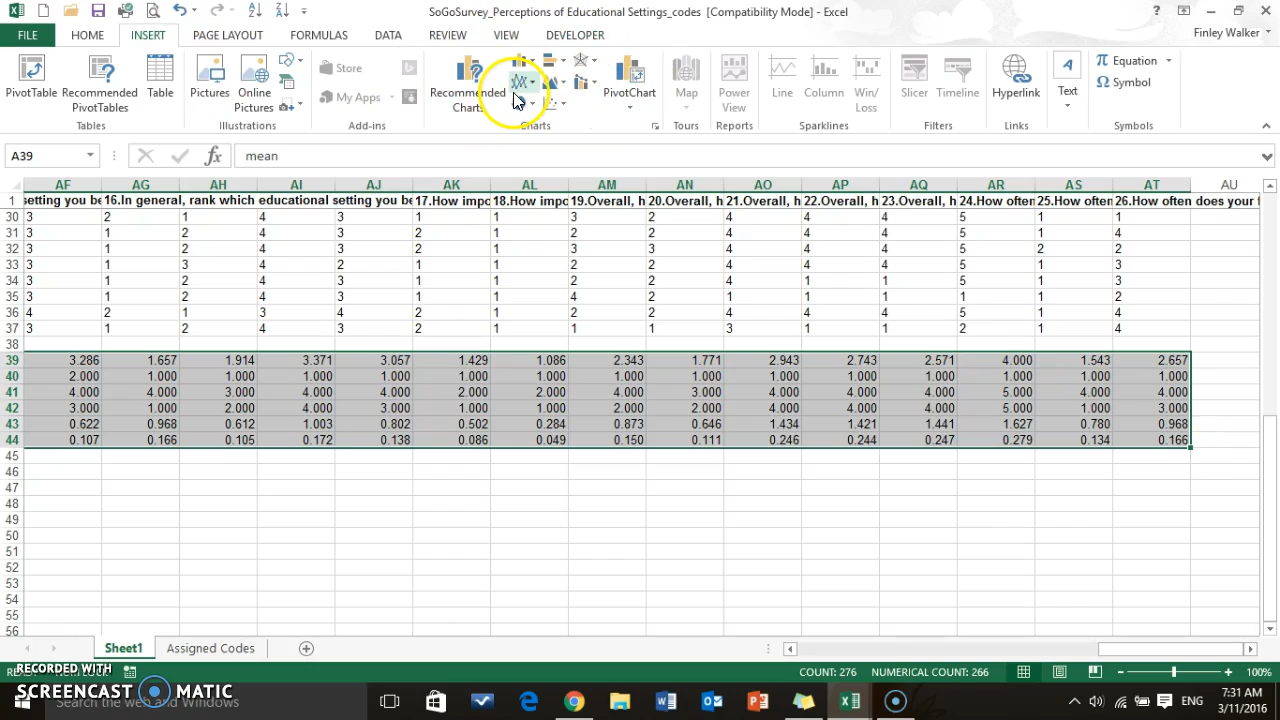 SoGoSurvey_Perceptions of Educational Settings_codes [Compatibility Mode] - Excel
FILE HOME INSERT PAGE LAYOUT FORMULAS DATA REVIEW VIEW DEVELOPER Finley Walker
PivotTable Recommended PivotTables Table Pictures Online Pictures Store My Apps Recommended Charts PivotChart Map Power View Line Column Win/ Loss Slicer Timeline Hyperlink Text Equation Symbol
Tables Illustrations Add-ins Charts Tours Reports Sparklines Filters Links Symbols
A39 fx mean
AF AG AH AI AJ AK AL AM AN AO AP AQ AR AS AT AU
1 setting you be 16.In general, rank which educational setting you be 17.How impo 18.How impo 19.Overall, h 20.Overall, h 21.Overall, h 22.Overall, h 23.Overall, h 24.How often 25.How often 26.How often does your f
30 3 2 1 4 3 1 1 3 2 4 4 4 5 1 1
31 3 1 2 4 3 2 1 2 2 4 4 4 5 1 4
32 3 1 2 4 3 2 1 3 3 4 4 4 5 2 2
33 3 1 3 4 2 1 1 2 2 4 4 4 5 1 3
34 3 1 2 4 3 1 1 2 2 4 1 1 5 1 3
35 3 1 2 4 3 1 1 4 2 1 1 1 1 1 2
36 4 2 1 3 4 2 1 2 2 4 4 4 5 1 4
37 3 1 2 4 3 2 1 1 1 3 1 1 2 1 4
38
39 3.286 1.657 1.914 3.371 3.057 1.429 1.086 2.343 1.771 2.943 2.743 2.571 4.000 1.543 2.657
40 2.000 1.000 1.000 1.000 1.000 1.000 1.000 1.000 1.000 1.000 1.000 1.000 1.000 1.000 1.000
41 4.000 4.000 3.000 4.000 4.000 2.000 2.000 4.000 3.000 4.000 4.000 4.000 5.000 4.000 4.000
42 3.000 1.000 2.000 4.000 3.000 1.000 1.000 2.000 2.000 4.000 4.000 4.000 5.000 1.000 3.000
43 0.622 0.968 0.612 1.003 0.802 0.502 0.284 0.873 0.646 1.434 1.421 1.441 1.627 0.780 0.968
44 0.107 0.166 0.105 0.172 0.138 0.086 0.049 0.150 0.111 0.246 0.244 0.247 0.279 0.134 0.166
45
46
47
48
49
50
51
52
53
54
55
56
Sheet1 Assigned Codes
COUNT: 276 NUMERICAL COUNT: 266 100%
RECORDED WITH
SCREENCAST MATIC
Search the web and Windows
ENG 7:31 AM
3/11/2016